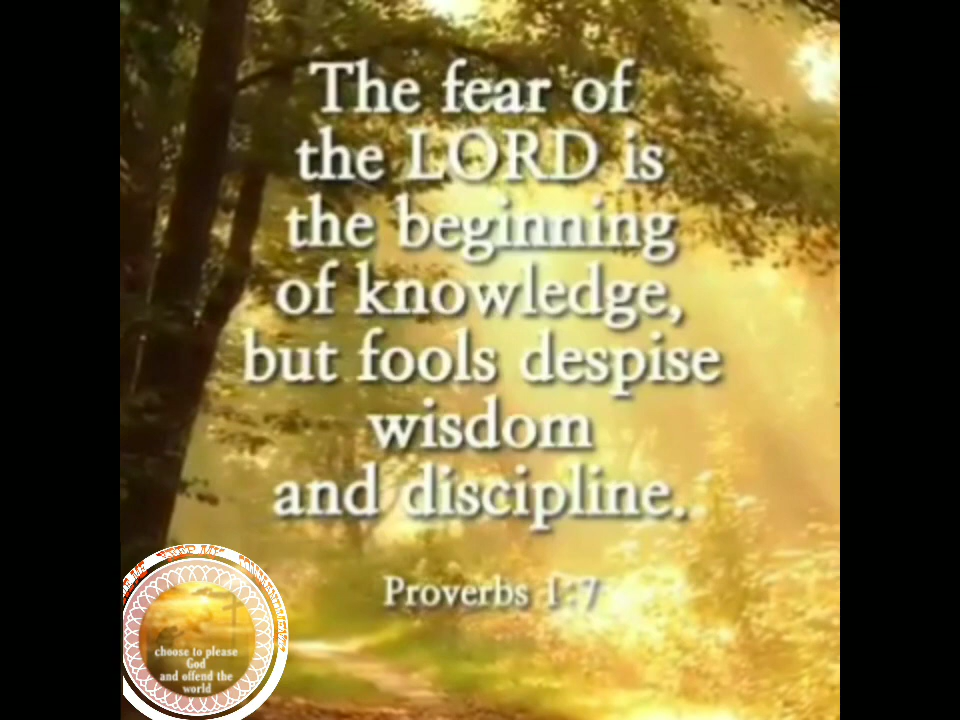 The fear of
the LORD is
the beginning
of knowledge,
but fools despise
wisdom
and discipline..
Proverbs 1:7
choose to please
God
and offend the
world